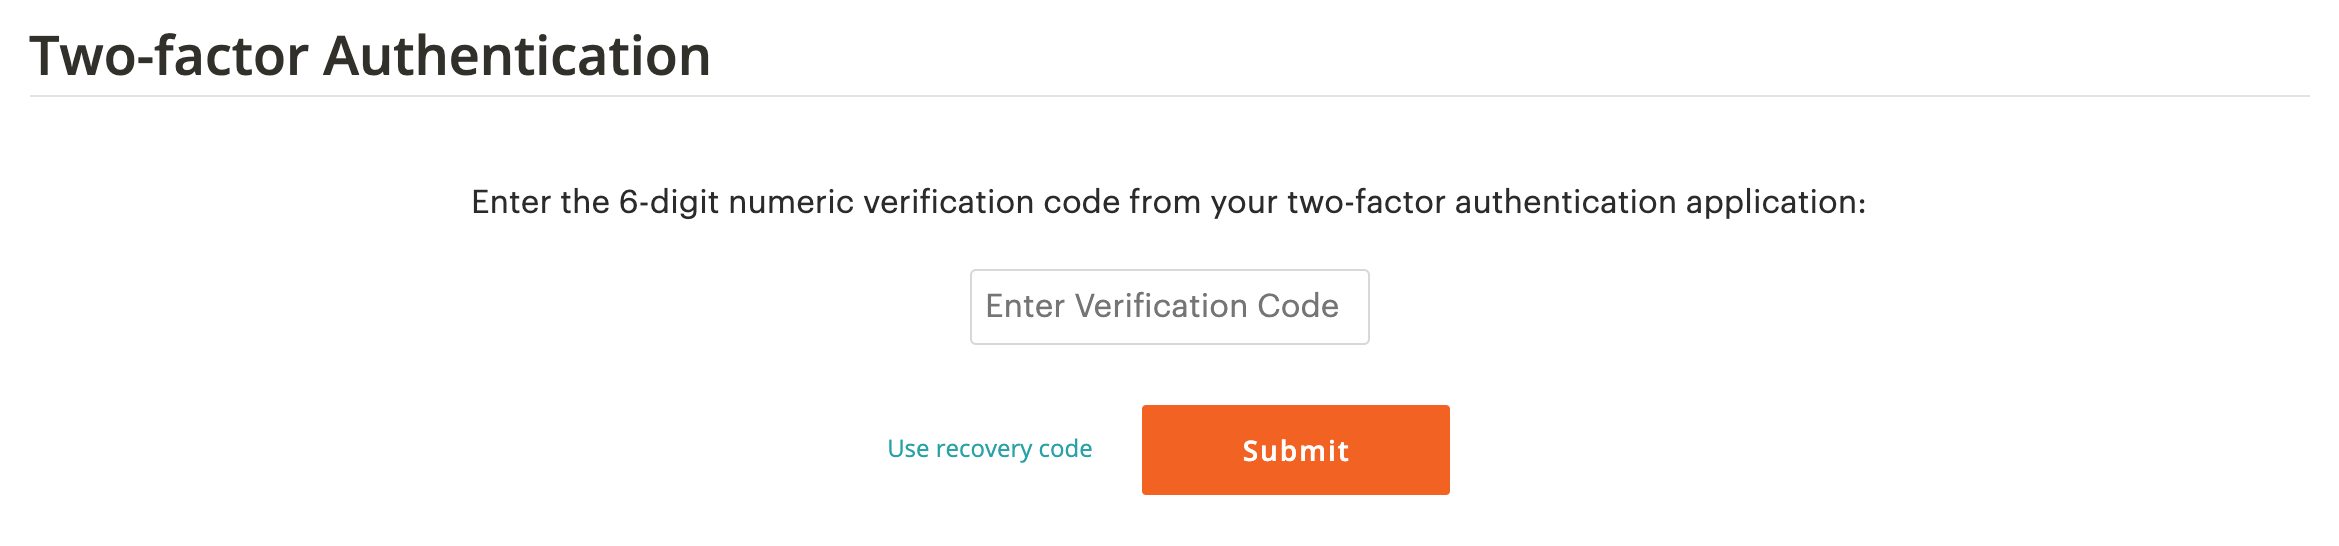 Two-factor Authentication
Enter the 6-digit numeric verification code from your two-factor authentication application:
Enter Verification Code
Use recovery code
Submit